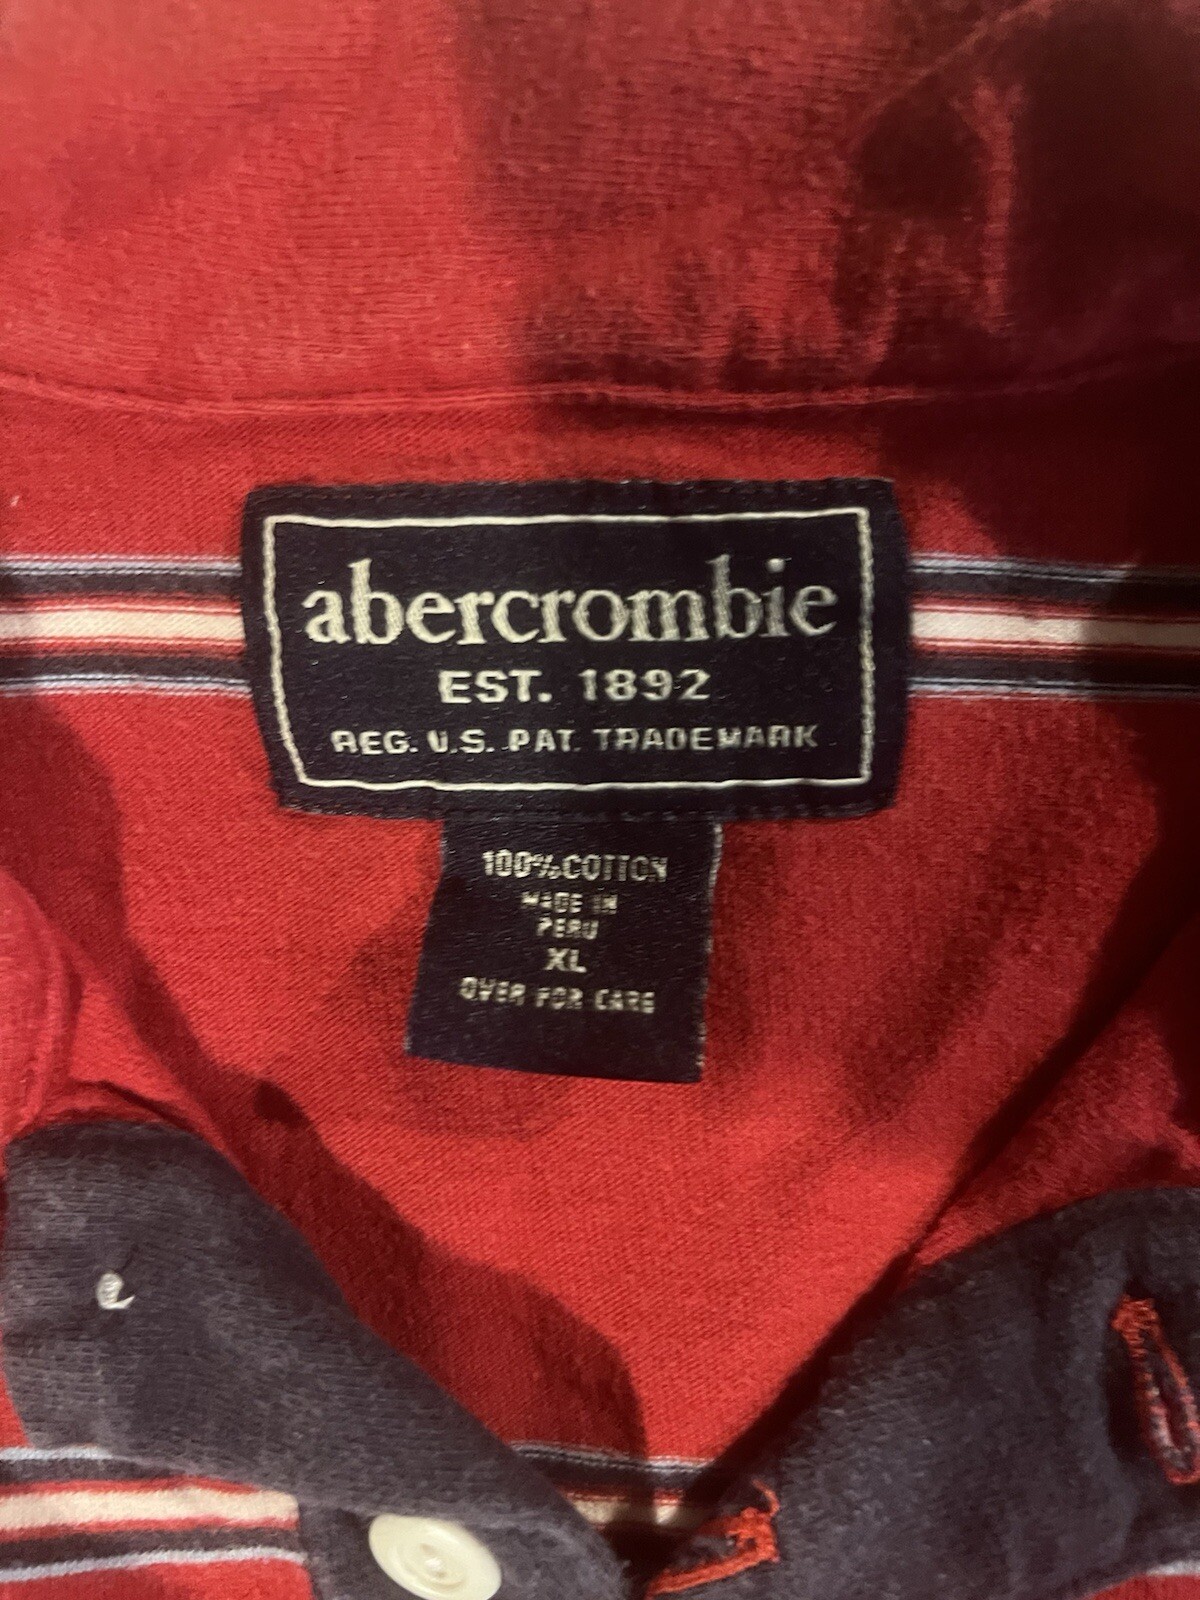 abercrombie
EST. 1892
REG. U.S. PAT. TRADEMARK
100% COTTON
MADE IN
PERU
XL
OVER FOR CARE